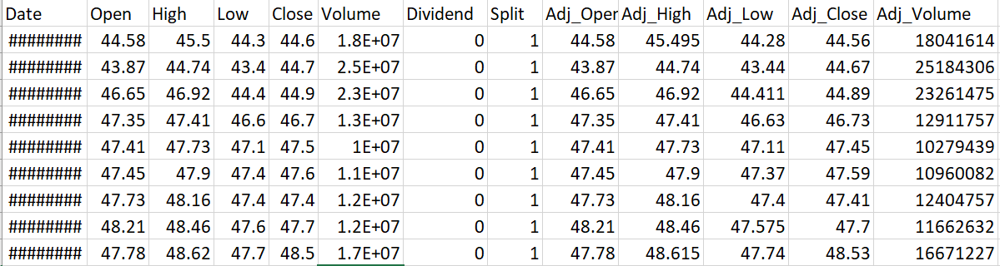 Date Open High Low Close Volume Dividend Split Adj_Oper Adj_High Adj_Low Adj_Close Adj_Volume
######## 44.58 45.5 44.3 44.6 1.8E+07 0 1 44.58 45.495 44.28 44.56 18041614
######## 43.87 44.74 43.4 44.7 2.5E+07 0 1 43.87 44.74 43.44 44.67 25184306
######## 46.65 46.92 44.4 44.9 2.3E+07 0 1 46.65 46.92 44.411 44.89 23261475
######## 47.35 47.41 46.6 46.7 1.3E+07 0 1 47.35 47.41 46.63 46.73 12911757
######## 47.41 47.73 47.1 47.5 1E+07 0 1 47.41 47.73 47.11 47.45 10279439
######## 47.45 47.9 47.4 47.6 1.1E+07 0 1 47.45 47.9 47.37 47.59 10960082
######## 47.73 48.16 47.4 47.4 1.2E+07 0 1 47.73 48.16 47.4 47.41 12404757
######## 48.21 48.46 47.6 47.7 1.2E+07 0 1 48.21 48.46 47.575 47.7 11662632
######## 47.78 48.62 47.7 48.5 1.7E+07 0 1 47.78 48.615 47.74 48.53 16671227